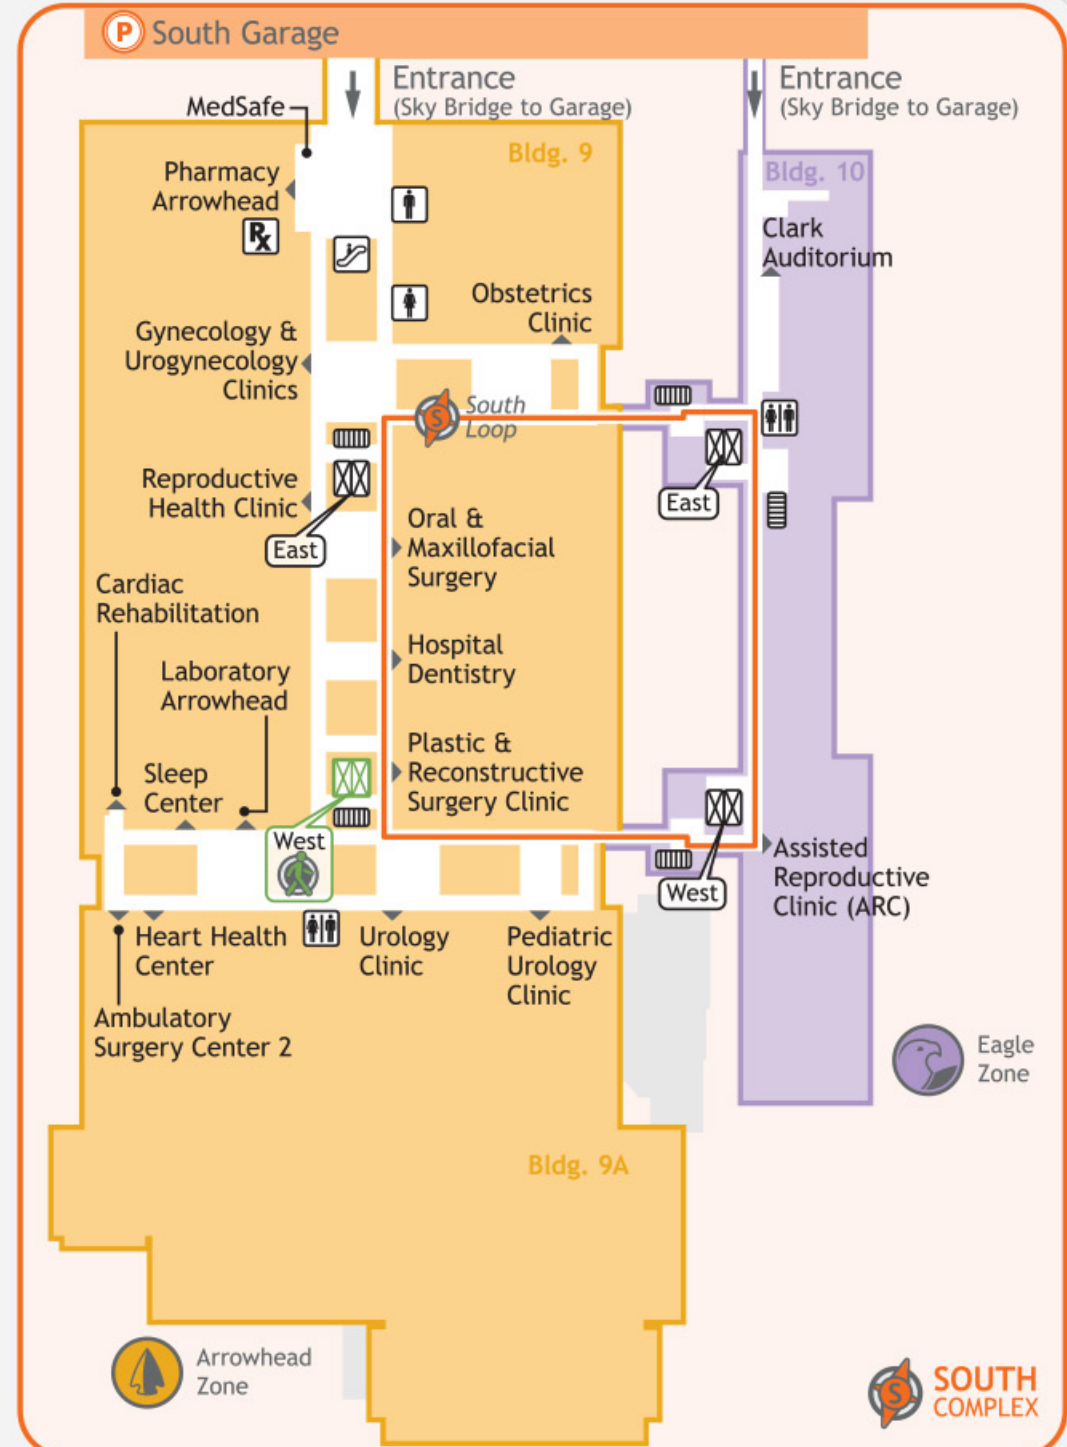 P South Garage
Entrance
(Sky Bridge to Garage)
Entrance
(Sky Bridge to Garage)
MedSafe
Bldg. 9
Bldg. 10
Pharmacy
Arrowhead
Rx
Clark
Auditorium
Obstetrics
Clinic
Gynecology &
Urogynecology
Clinics
S
South
Loop
Reproductive
Health Clinic
East
East
Oral &
Maxillofacial
Surgery
Cardiac
Rehabilitation
Hospital
Dentistry
Laboratory
Arrowhead
Plastic &
Reconstructive
Surgery Clinic
Sleep
Center
West
West
Assisted
Reproductive
Clinic (ARC)
Heart Health
Center
Urology
Clinic
Pediatric
Urology
Clinic
Ambulatory
Surgery Center 2
Eagle
Zone
Bldg. 9A
Arrowhead
Zone
S
SOUTH
COMPLEX